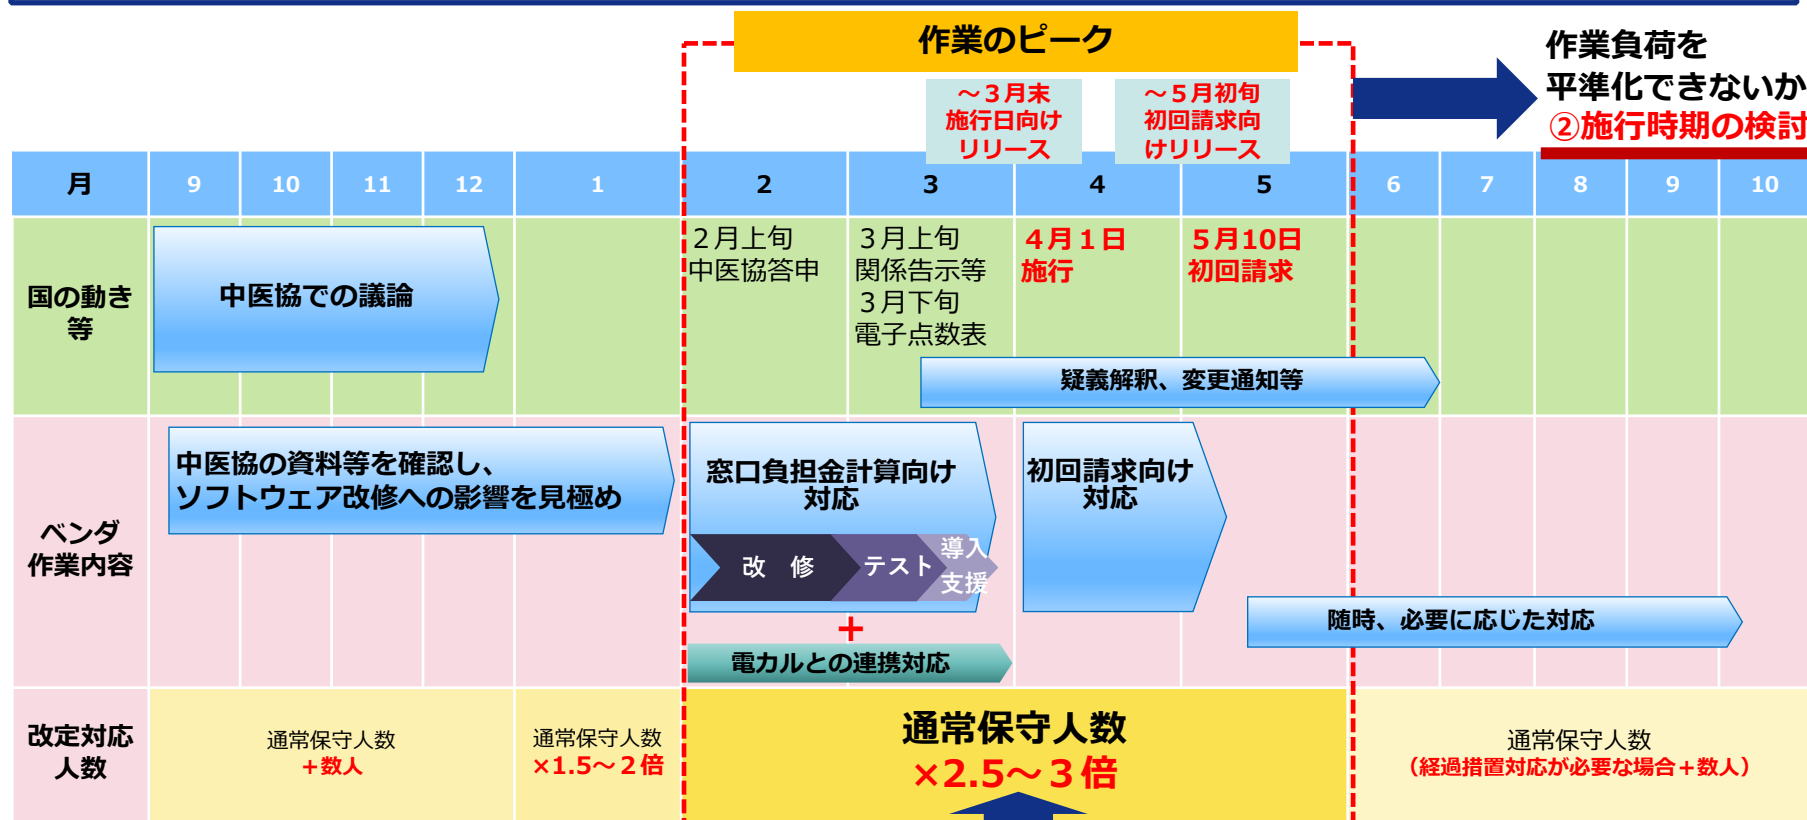 作業のピーク
作業負荷を
平準化できないか
②施行時期の検討
～３月末
施行日向け
リリース
～５月初旬
初回請求向
けリリース
月 9 10 11 12 1 2 3 4 5 6 7 8 9 10
国の動き
等
中医協での議論
２月上旬
中医協答申
３月上旬
関係告示等
３月下旬
電子点数表
４月１日
施行
５月10日
初回請求
疑義解釈、変更通知等
ベンダ
作業内容
中医協の資料等を確認し、
ソフトウェア改修への影響を見極め
窓口負担金計算向け
対応
改　修
テスト
導入
支援
+
電カルとの連携対応
初回請求向け
対応
随時、必要に応じた対応
改定対応
人数
通常保守人数
+数人
通常保守人数
×1.5～２倍
通常保守人数
×2.5～３倍
通常保守人数
（経過措置対応が必要な場合+数人）